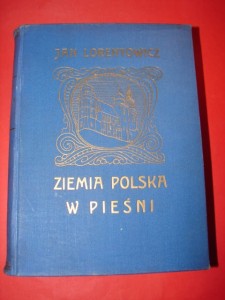 JAN LORENTOWICZ
ZIEMIA POLSKA
W PIEŚNI